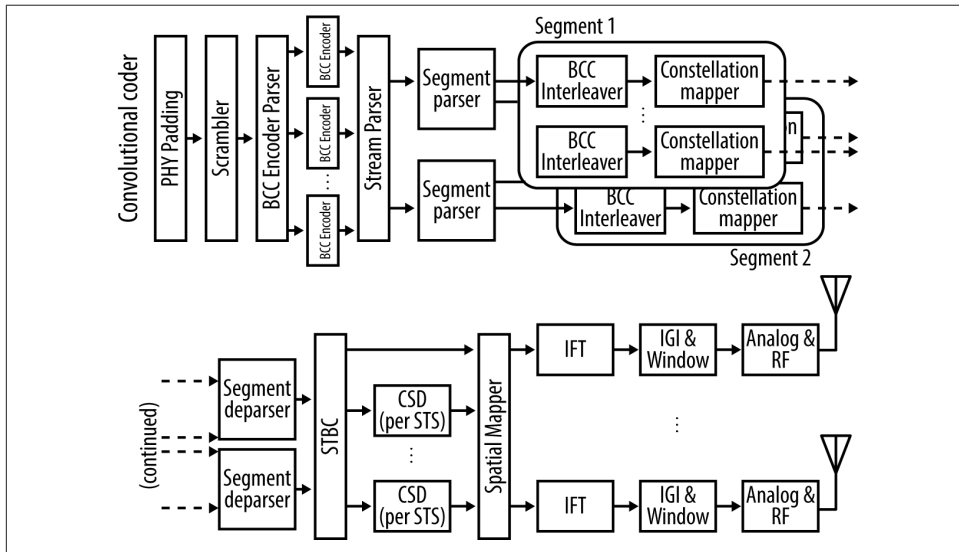 Convolutional coder
PHY Padding
Scrambler
BCC Encoder Parser
BCC Encoder
BCC Encoder
BCC Encoder
Stream Parser
Segment
parser
Segment
parser
Segment 1
BCC
Interleaver
Constellation
mapper
BCC
Interleaver
Constellation
mapper
on
BCC
Interleaver
Constellation
mapper
Segment 2
(continued)
Segment
deparser
Segment
deparser
STBC
CSD
(per STS)
CSD
(per STS)
Spatial Mapper
IFT
IGI &
Window
Analog &
RF
IFT
IGI &
Window
Analog &
RF